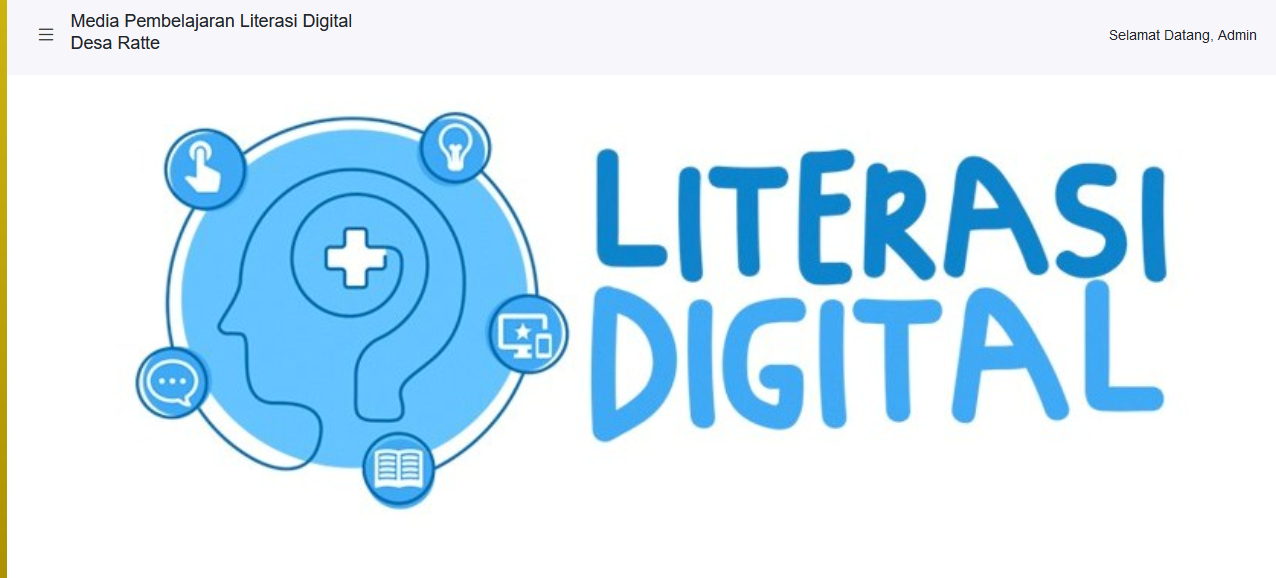 Media Pembelajaran Literasi Digital
Desa Ratte
Selamat Datang, Admin
LITERASI
DIGITAL